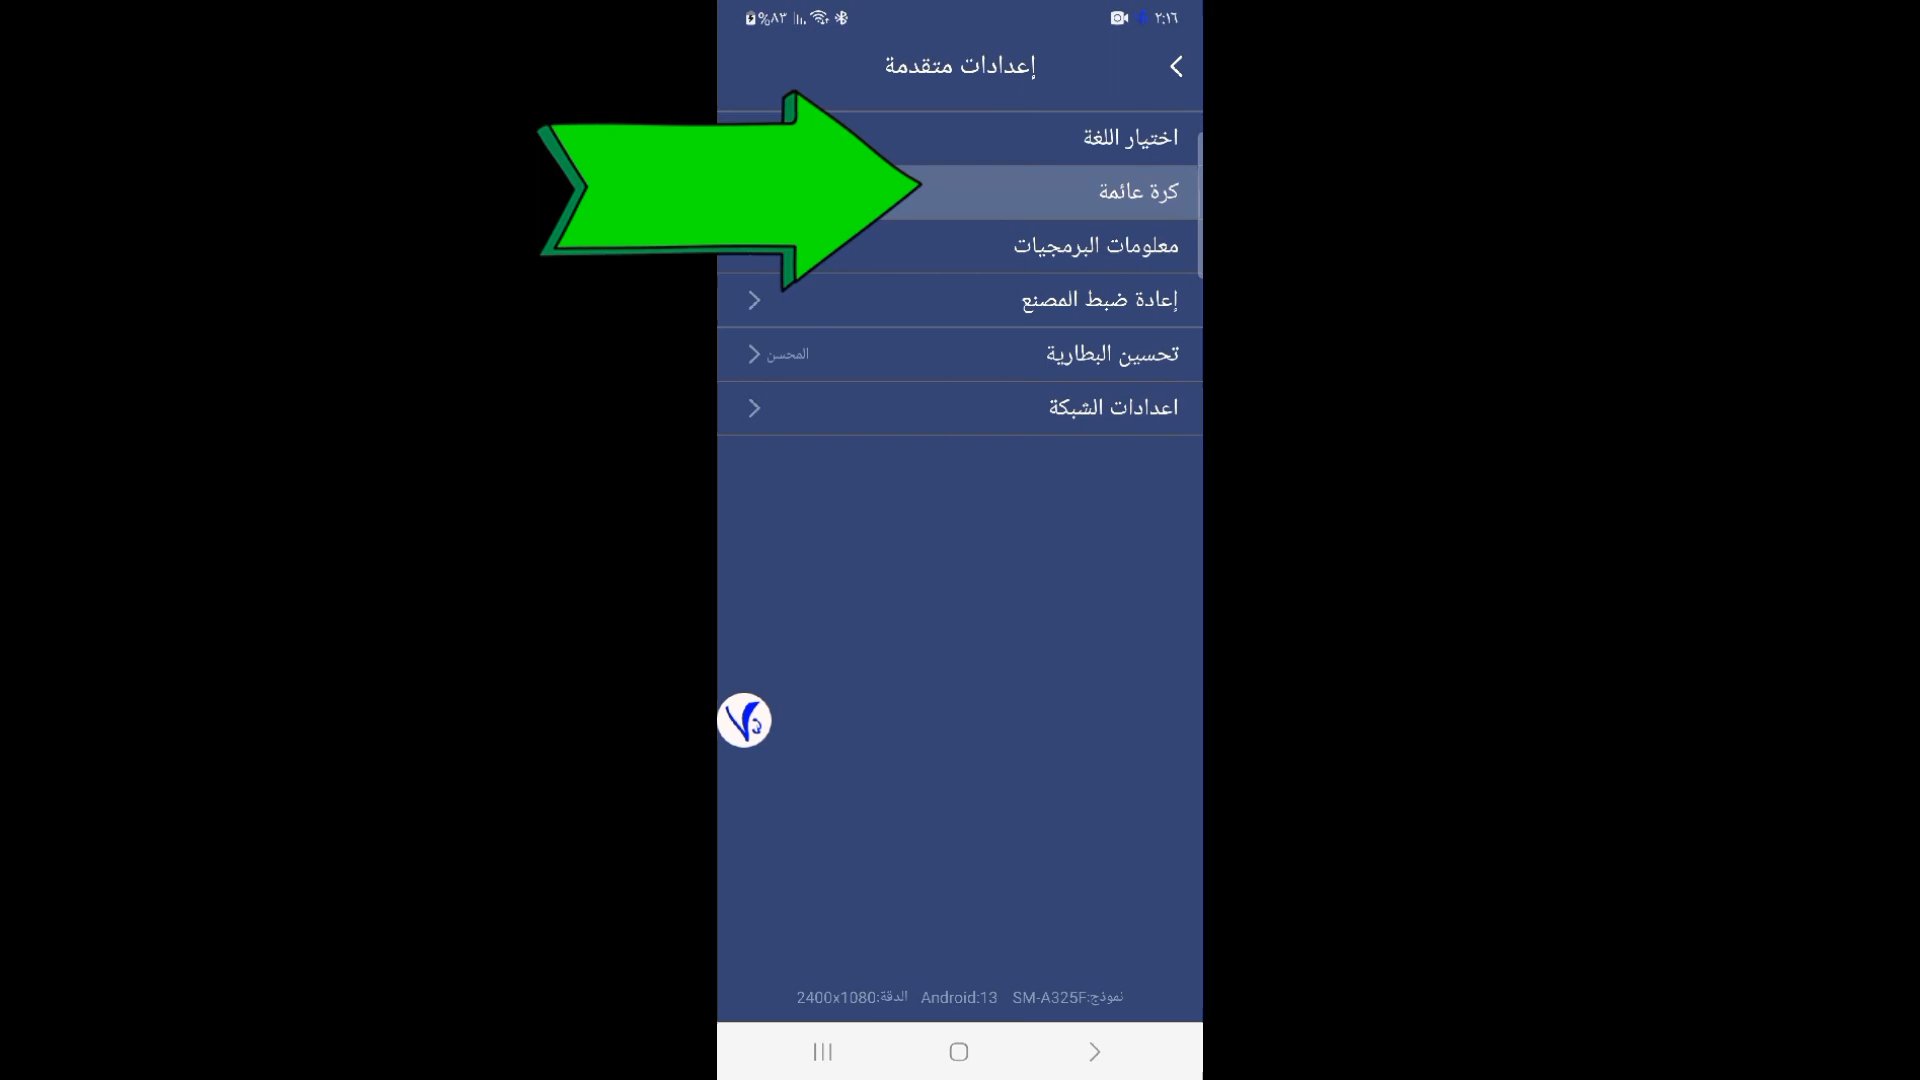 ٢:١٦ %٨٣
إعدادات متقدمة
اختيار اللغة
كرة عائمة
معلومات البرمجيات
إعادة ضبط المصنع
تحسين البطارية المحسن
اعدادات الشبكة
نموذج:SM-A325F Android:13 الدقة:2400x1080